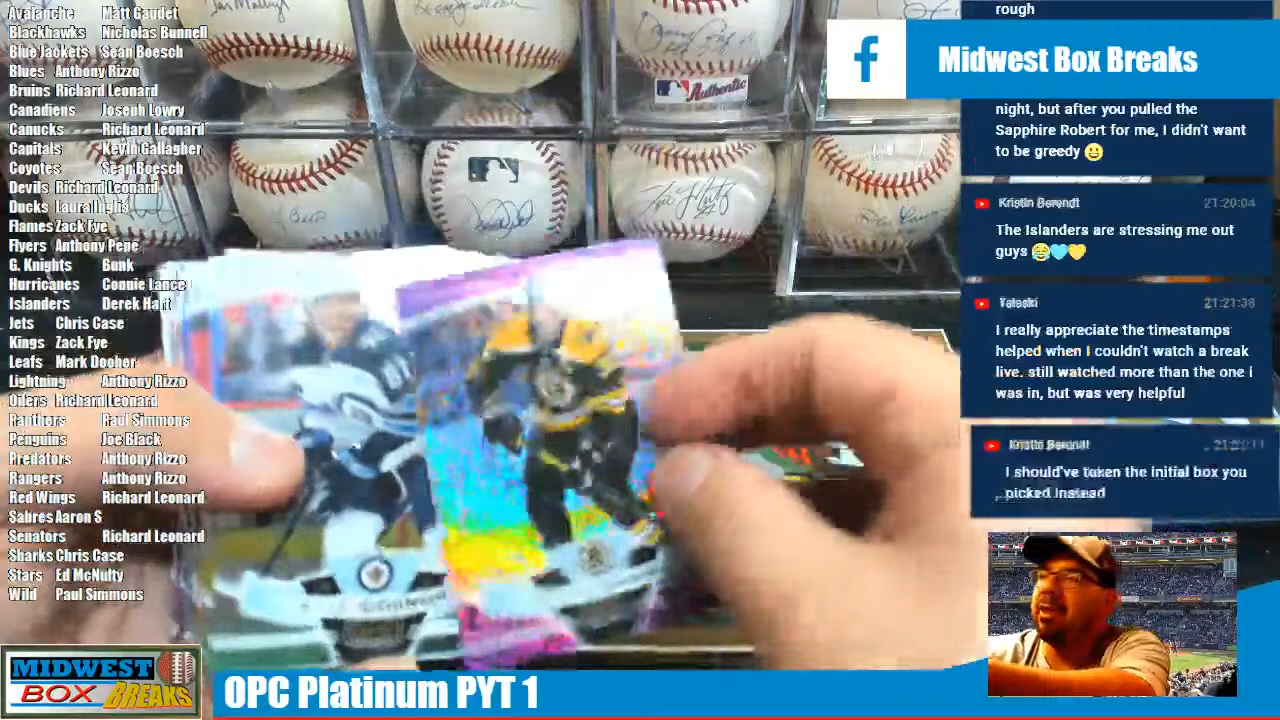 Avalanche Matt Gaudet
Blackhawks Nicholas Bunnell
Blue Jackets Sean Boesch
Blues Anthony Rizzo
Bruins Richard Leonard
Canadiens Joseph Lowry
Canucks Richard Leonard
Capitals Kevin Gallagher
Coyotes Sean Boesch
Devils Richard Leonard
Ducks Laura Inglis
Flames Zack Fye
Flyers Anthony Pene
G. Knights Bunk
Hurricanes Connie Lance
Islanders Derek Hart
Jets Chris Case
Kings Zack Fye
Leafs Mark Dooher
Lightning Anthony Rizzo
Oilers Richard Leonard
Panthers Paul Simmons
Penguins Joe Black
Predators Anthony Rizzo
Rangers Anthony Rizzo
Red Wings Richard Leonard
Sabres Aaron S
Senators Richard Leonard
Sharks Chris Case
Stars Ed McNulty
Wild Paul Simmons
MIDWEST
BOX BREAKS
OPC Platinum PYT 1
Authentic
f Midwest Box Breaks
rough
night, but after you pulled the
Sapphire Robert for me, I didn't want
to be greedy 😀
Kristin Berendt 21:20:04
The Islanders are stressing me out
guys 😂🩵💛
21:21:38
I really appreciate the timestamps
helped when I couldn't watch a break
live. still watched more than the one i
was in, but was very helpful
Kristin Berendt
I should've taken the initial box you
picked instead